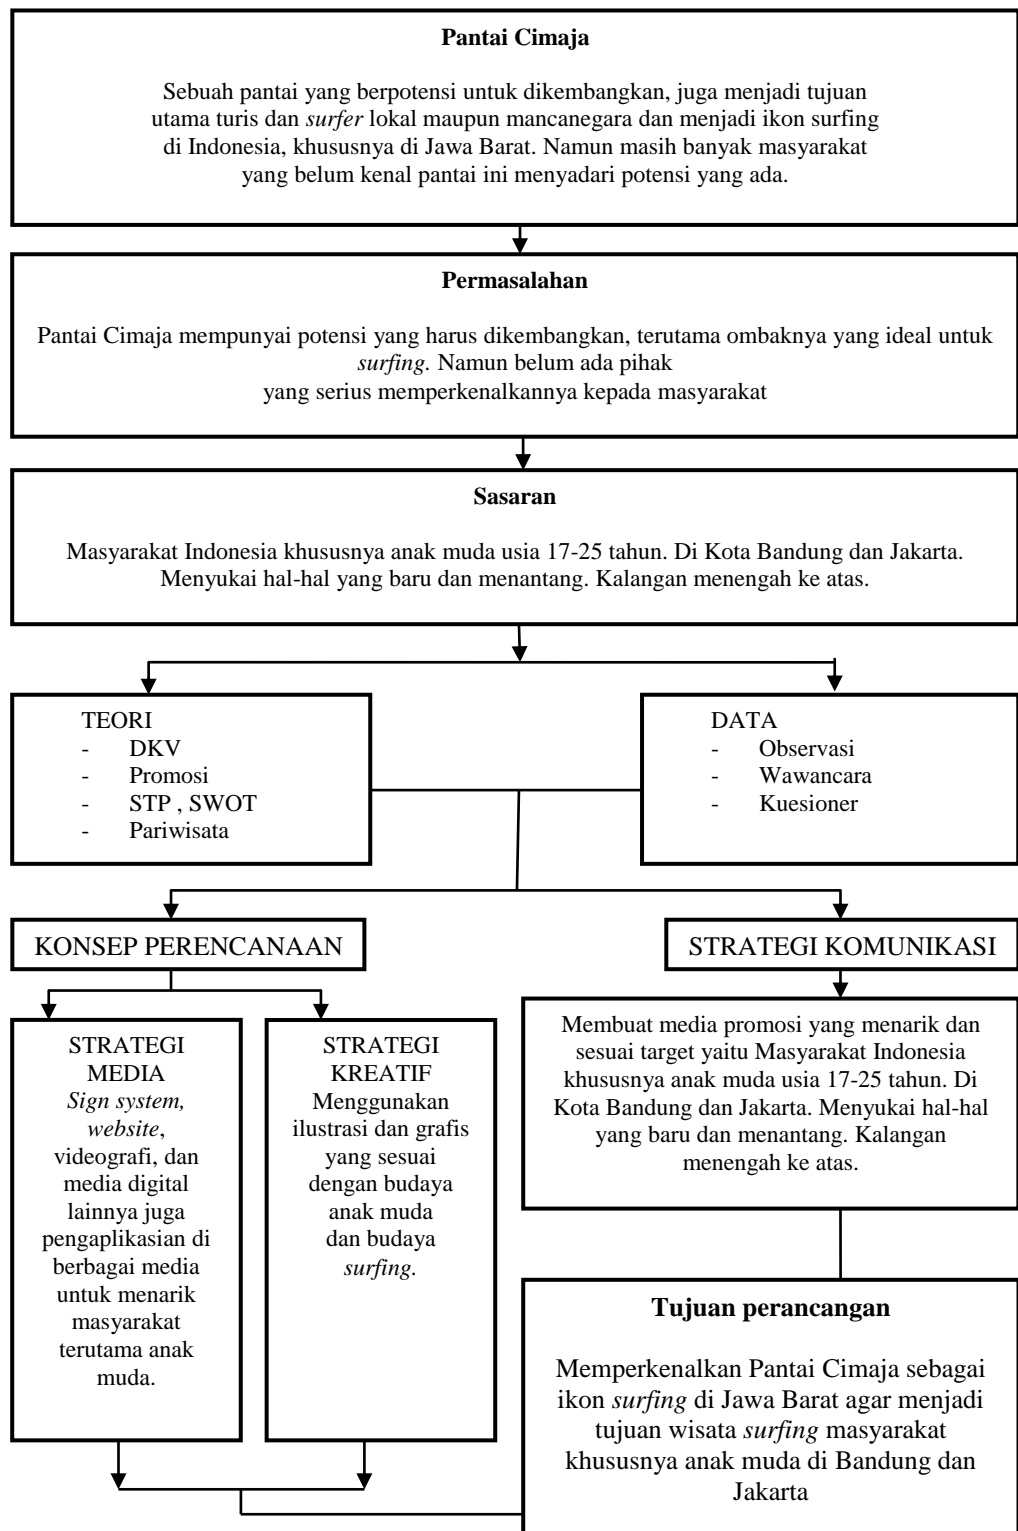 Pantai Cimaja
Sebuah pantai yang berpotensi untuk dikembangkan, juga menjadi tujuan
utama turis dan surfer lokal maupun mancanegara dan menjadi ikon surfing
di Indonesia, khususnya di Jawa Barat. Namun masih banyak masyarakat
yang belum kenal pantai ini menyadari potensi yang ada.
Permasalahan
Pantai Cimaja mempunyai potensi yang harus dikembangkan, terutama ombaknya yang ideal untuk
surfing. Namun belum ada pihak
yang serius memperkenalkannya kepada masyarakat
Sasaran
Masyarakat Indonesia khususnya anak muda usia 17-25 tahun. Di Kota Bandung dan Jakarta.
Menyukai hal-hal yang baru dan menantang. Kalangan menengah ke atas.
TEORI
- DKV
- Promosi
- STP , SWOT
- Pariwisata
DATA
- Observasi
- Wawancara
- Kuesioner
KONSEP PERENCANAAN
STRATEGI KOMUNIKASI
STRATEGI
MEDIA
Sign system,
website,
videografi, dan
media digital
lainnya juga
pengaplikasian di
berbagai media
untuk menarik
masyarakat
terutama anak
muda.
STRATEGI
KREATIF
Menggunakan
ilustrasi dan grafis
yang sesuai
dengan budaya
anak muda
dan budaya
surfing.
Membuat media promosi yang menarik dan
sesuai target yaitu Masyarakat Indonesia
khususnya anak muda usia 17-25 tahun. Di
Kota Bandung dan Jakarta. Menyukai hal-hal
yang baru dan menantang. Kalangan
menengah ke atas.
Tujuan perancangan
Memperkenalkan Pantai Cimaja sebagai
ikon surfing di Jawa Barat agar menjadi
tujuan wisata surfing masyarakat
khususnya anak muda di Bandung dan
Jakarta